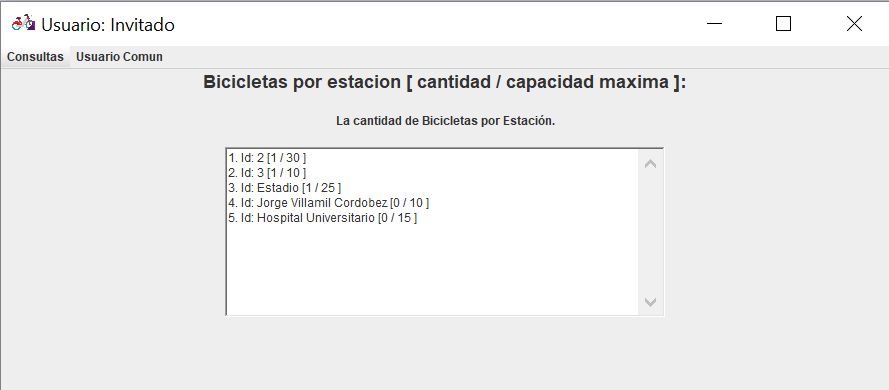 Usuario: Invitado
Consultas Usuario Comun
Bicicletas por estacion [ cantidad / capacidad maxima ]:
La cantidad de Bicicletas por Estación.
1. Id: 2 [1 / 30 ]
2. Id: 3 [1 / 10 ]
3. Id: Estadio [1 / 25 ]
4. Id: Jorge Villamil Cordobez [0 / 10 ]
5. Id: Hospital Universitario [0 / 15 ]